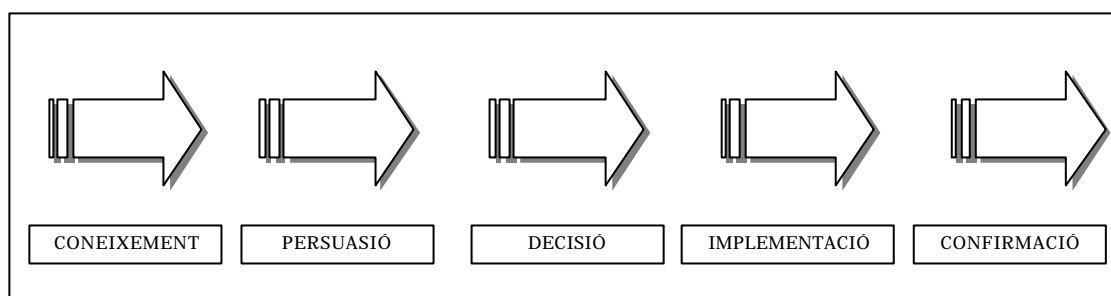 CONEIXEMENT
PERSUASIÓ
DECISIÓ
IMPLEMENTACIÓ
CONFIRMACIÓ